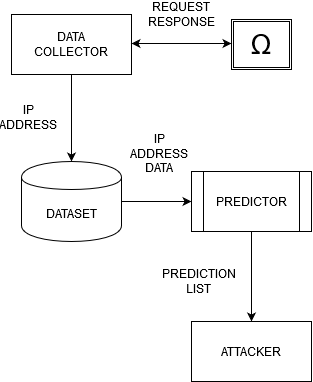 REQUEST
RESPONSE
DATA
COLLECTOR
Ω
IP
ADDRESS
IP
ADDRESS
DATA
DATASET
PREDICTOR
PREDICTION
LIST
ATTACKER